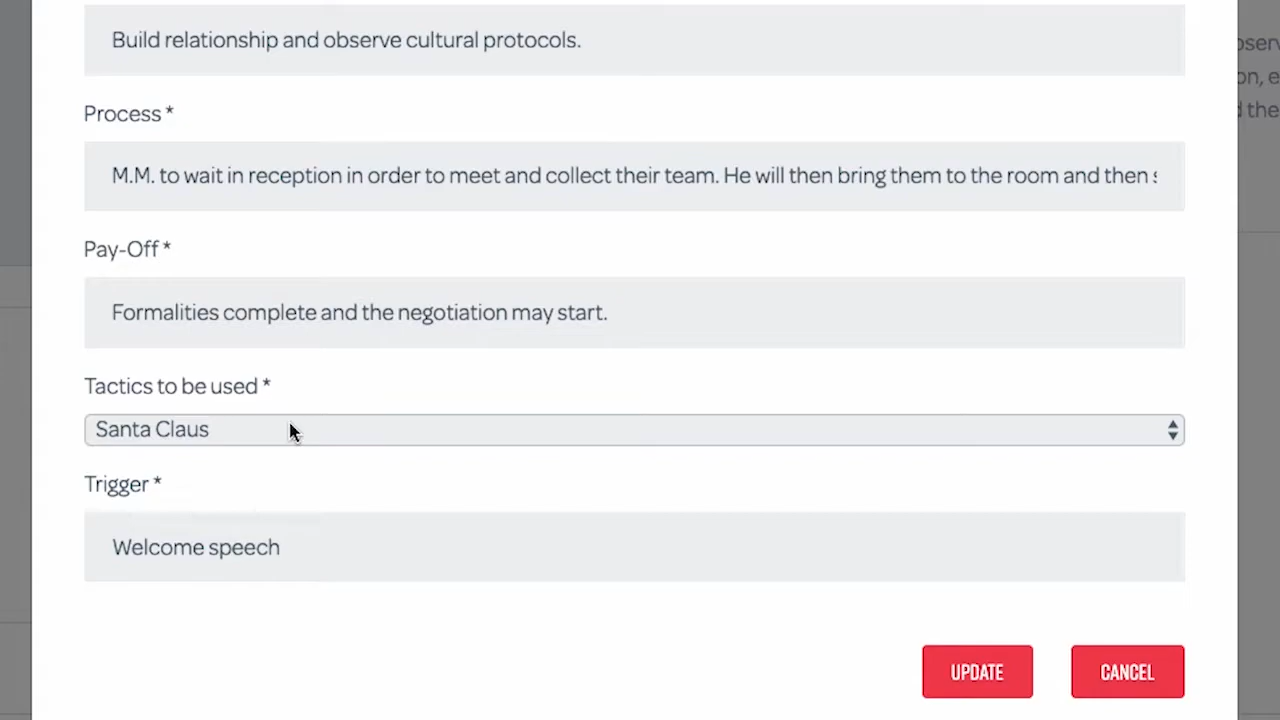 Build relationship and observe cultural protocols.
Process *
M.M. to wait in reception in order to meet and collect their team. He will then bring them to the room and then
Pay-Off *
Formalities complete and the negotiation may start.
Tactics to be used *
Santa Claus
Trigger *
Welcome speech
UPDATE CANCEL